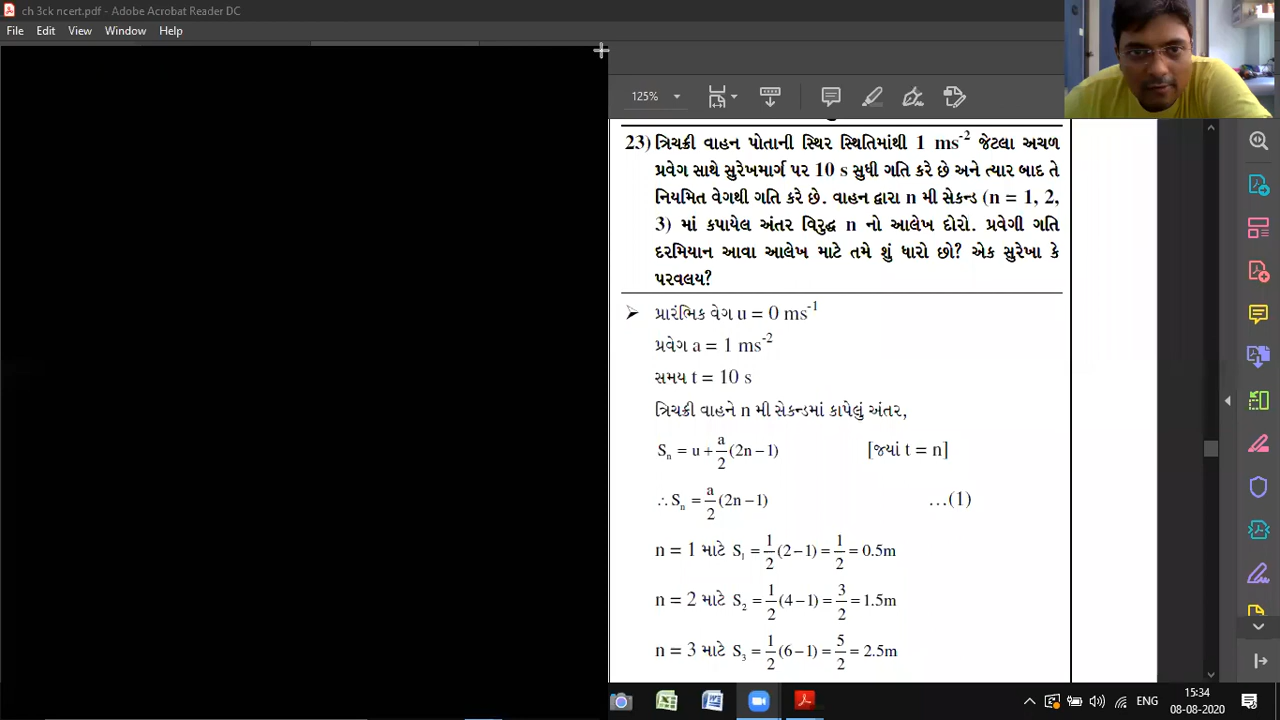 ch 3ck ncert.pdf - Adobe Acrobat Reader DC
File Edit View Window Help
125%
23) ત્રિચક્રી વાહન પોતાની સ્થિર સ્થિતિમાંથી 1 ms⁻² જેટલા અચળ
પ્રવેગ સાથે સુરેખમાર્ગ પર 10 s સુધી ગતિ કરે છે અને ત્યાર બાદ તે
નિયમિત વેગથી ગતિ કરે છે. વાહન દ્વારા n મી સેકન્ડ (n = 1, 2,
3) માં કપાયેલ અંતર વિરુદ્ધ n નો આલેખ દોરો. પ્રવેગી ગતિ
દરમિયાન આવા આલેખ માટે તમે શું ધારો છો? એક સુરેખા કે
પરવલય?
➢ પ્રારંભિક વેગ u = 0 ms⁻¹
પ્રવેગ a = 1 ms⁻²
સમય t = 10 s
ત્રિચક્રી વાહને n મી સેકન્ડમાં કાપેલું અંતર,
Sₙ = u + a/2 (2n – 1) [જ્યાં t = n]
∴ Sₙ = a/2 (2n – 1) ...(1)
n = 1 માટે S₁ = 1/2 (2 – 1) = 1/2 = 0.5m
n = 2 માટે S₂ = 1/2 (4 – 1) = 3/2 = 1.5m
n = 3 માટે S₃ = 1/2 (6 – 1) = 5/2 = 2.5m
ENG
15:34
08-08-2020